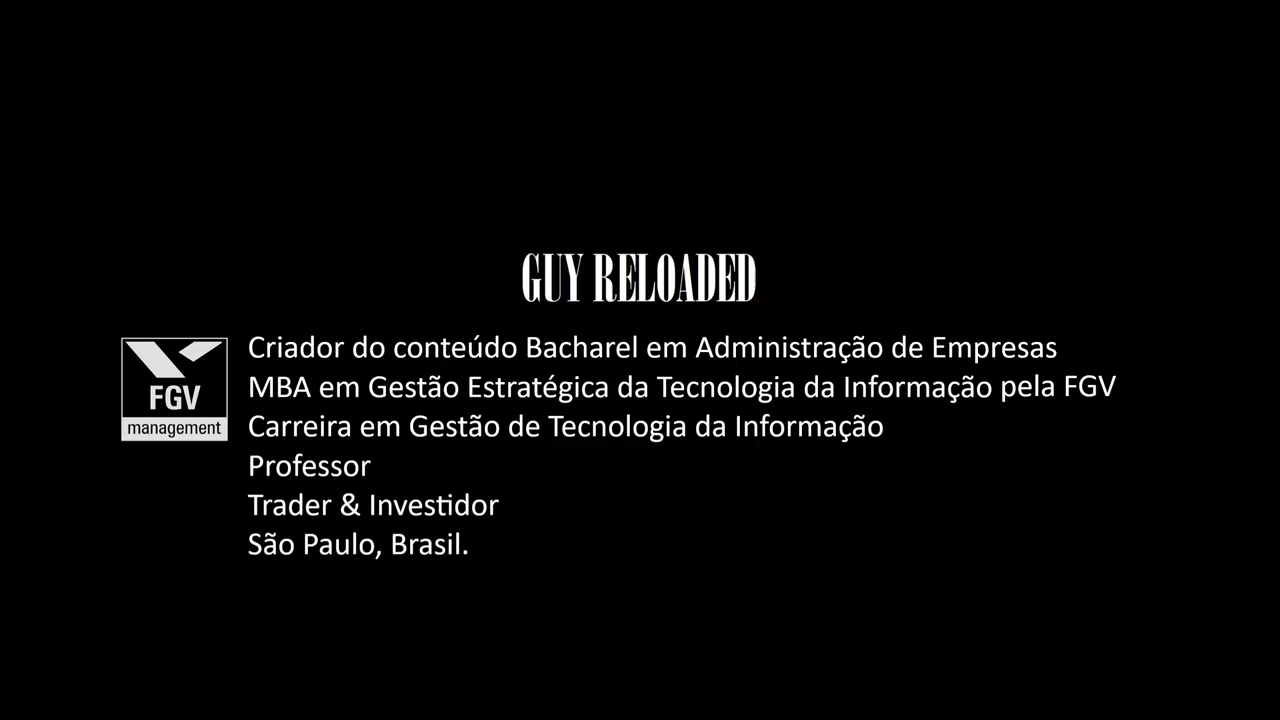 GUY RELOADED
Criador do conteúdo Bacharel em Administração de Empresas
MBA em Gestão Estratégica da Tecnologia da Informação pela FGV
Carreira em Gestão de Tecnologia da Informação
Professor
Trader & Investidor
São Paulo, Brasil.
FGV
management